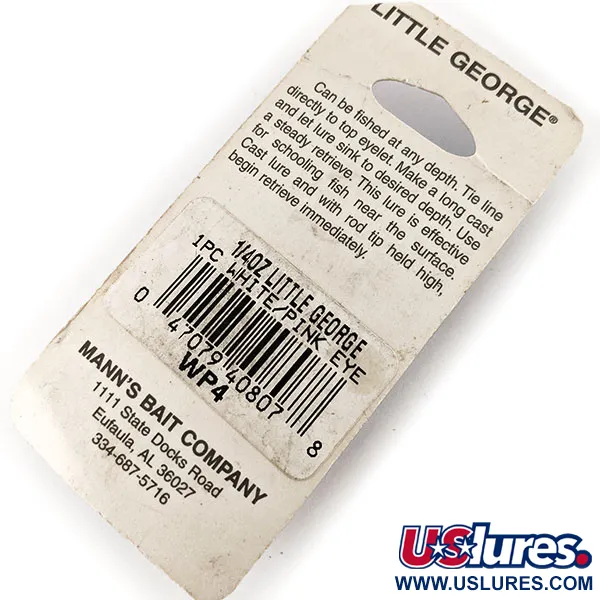 LITTLE GEORGE®
Can be fished at any depth. Tie line
directly to top eyelet. Make a long cast
and let lure sink to desired depth. Use
a steady retrieve. This lure is effective
for schooling fish near the surface.
Cast lure and with rod tip held high,
begin retrieve immediately.
1/4OZ LITTLE GEORGE
1PC WHITE/PINK EYE
0 47079 40807 8
WP4
MANN'S BAIT COMPANY
1111 State Docks Road
Eufaula, AL 36027
334-687-5716
USlures.
WWW.USLURES.COM